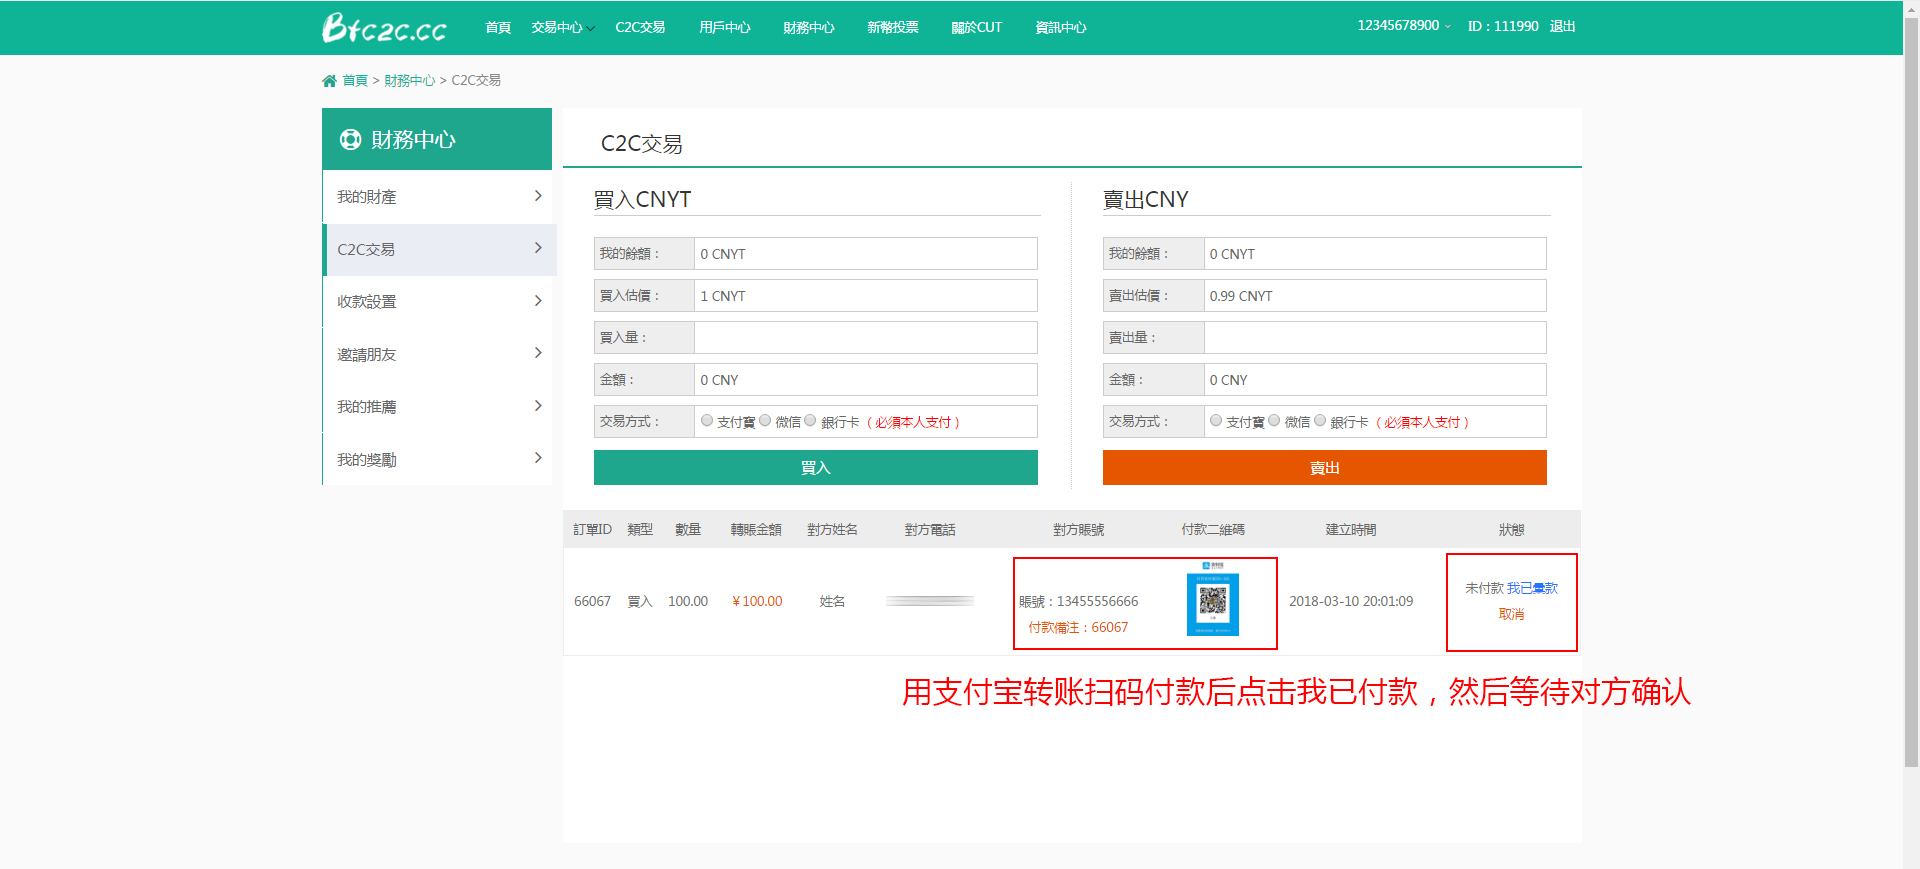 Btc2c.cc 首頁 交易中心 C2C交易 用戶中心 財務中心 新幣投票 關於CUT 資訊中心 12345678900 ID：111990 退出
首頁 > 財務中心 > C2C交易
財務中心
我的財產
C2C交易
收款設置
邀請朋友
我的推薦
我的獎勵
C2C交易
買入CNYT
我的餘額： 0 CNYT
買入估價： 1 CNYT
買入量：
金額： 0 CNY
交易方式： 支付寶 微信 銀行卡（必須本人支付）
買入
賣出CNY
我的餘額： 0 CNYT
賣出估價： 0.99 CNYT
賣出量：
金額： 0 CNY
交易方式： 支付寶 微信 銀行卡（必須本人支付）
賣出
訂單ID 類型 數量 轉賬金額 對方姓名 對方電話 對方賬號 付款二維碼 建立時間 狀態
66067 買入 100.00 ￥100.00 姓名 賬號：13455556666 2018-03-10 20:01:09 未付款 我已彙款
付款備注：66067 取消
用支付宝转账扫码付款后点击我已付款，然后等待对方确认